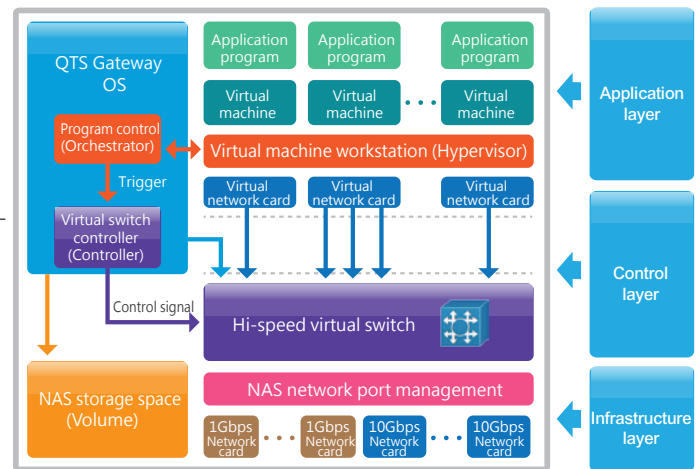 QTS Gateway
OS
Program control
(Orchestrator)
Trigger
Virtual switch
controller
(Controller)
Control signal
NAS storage space
(Volume)
Application
program
Application
program
Application
program
Virtual
machine
Virtual
machine
Virtual
machine
Virtual machine workstation (Hypervisor)
Virtual
network card
Virtual
network card
Virtual
network card
Hi-speed virtual switch
NAS network port management
1Gbps
Network
card
1Gbps
Network
card
10Gbps
Network
card
10Gbps
Network
card
Application
layer
Control
layer
Infrastructure
layer